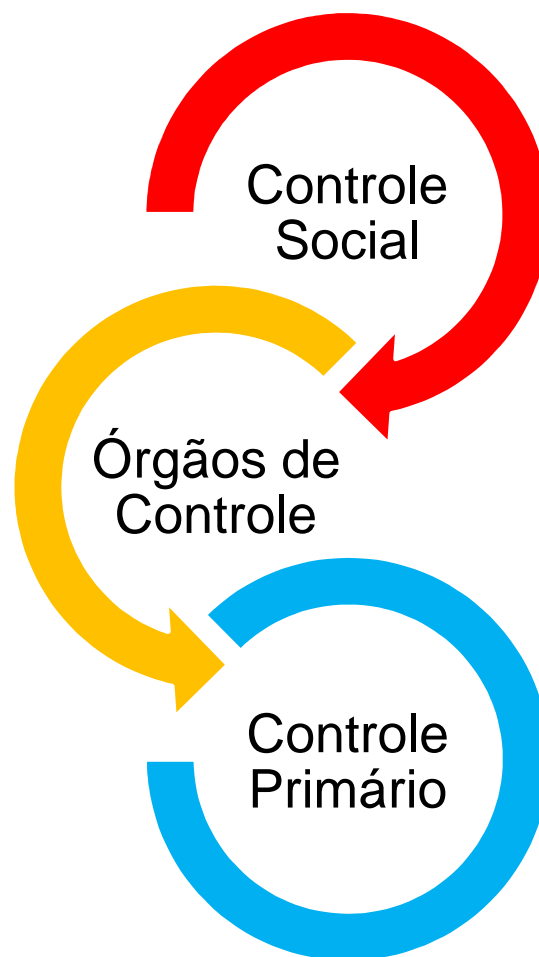 Controle
Social
Órgãos de
Controle
Controle
Primário